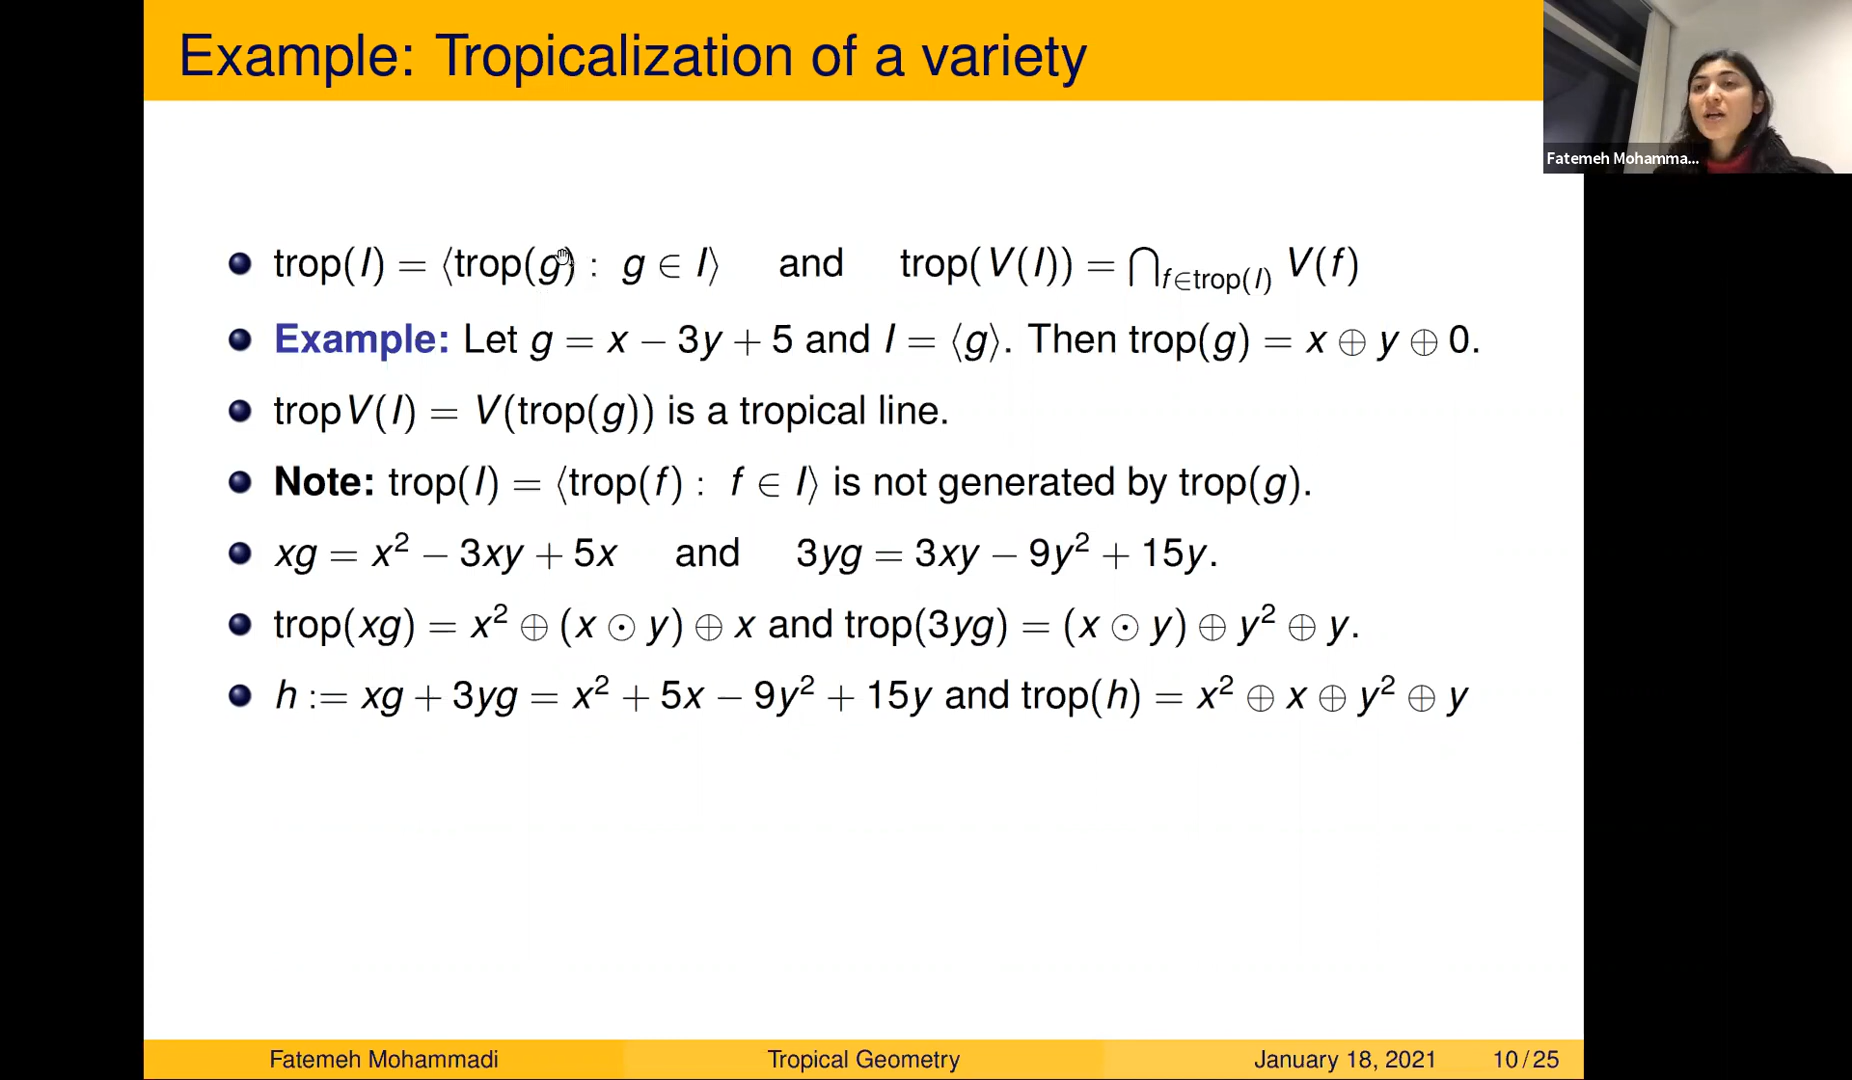 Example: Tropicalization of a variety
Fatemeh Mohamma...
trop(I) = ⟨trop(g) : g ∈ I⟩ and trop(V(I)) = ⋂_{f∈trop(I)} V(f)
Example: Let g = x − 3y + 5 and I = ⟨g⟩. Then trop(g) = x ⊕ y ⊕ 0.
trop V(I) = V(trop(g)) is a tropical line.
Note: trop(I) = ⟨trop(f) : f ∈ I⟩ is not generated by trop(g).
xg = x² − 3xy + 5x and 3yg = 3xy − 9y² + 15y.
trop(xg) = x² ⊕ (x ⊙ y) ⊕ x and trop(3yg) = (x ⊙ y) ⊕ y² ⊕ y.
h := xg + 3yg = x² + 5x − 9y² + 15y and trop(h) = x² ⊕ x ⊕ y² ⊕ y
Fatemeh Mohammadi Tropical Geometry January 18, 2021 10/25